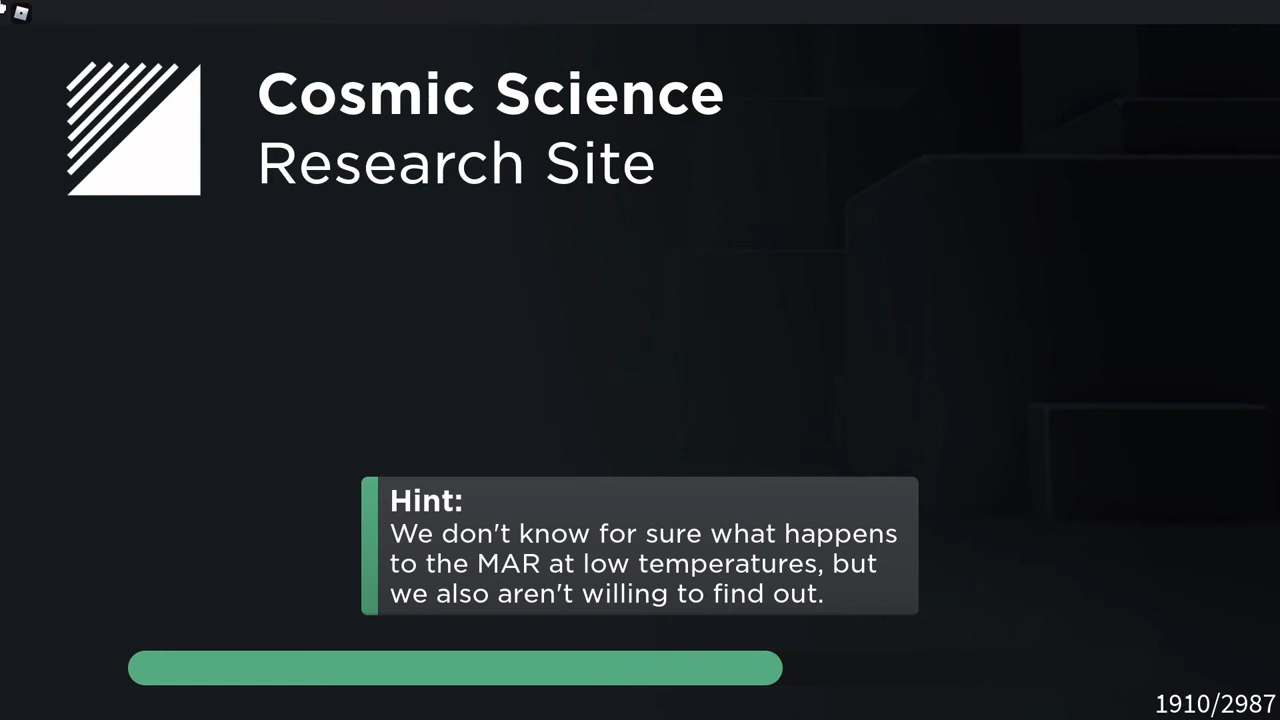 Cosmic Science
Research Site
Hint:
We don't know for sure what happens
to the MAR at low temperatures, but
we also aren't willing to find out.
1910/2987